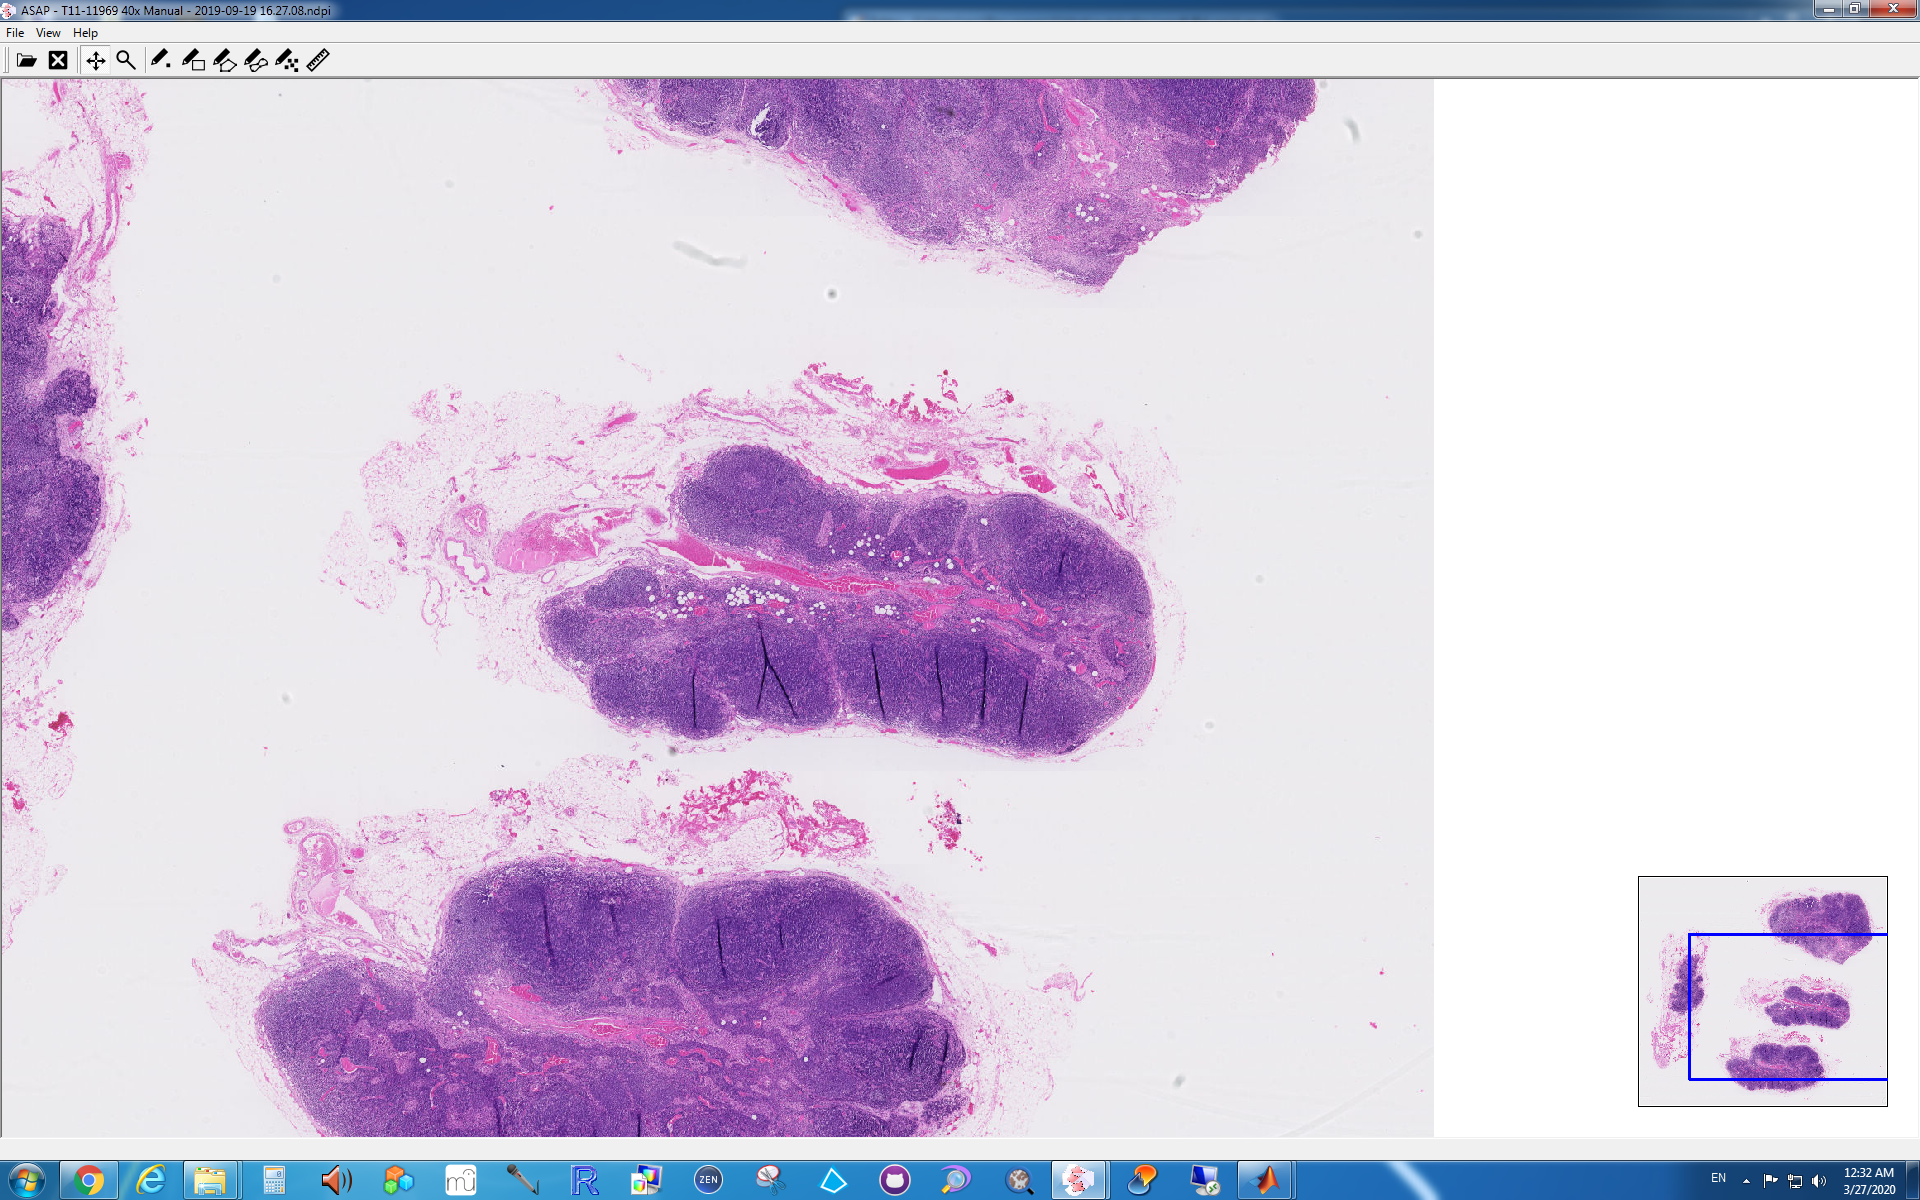 ASAP - T11-11969 40x Manual - 2019-09-19 16.27.08.ndpi
File View Help
mi R ZEN
EN 12:32 AM
3/27/2020